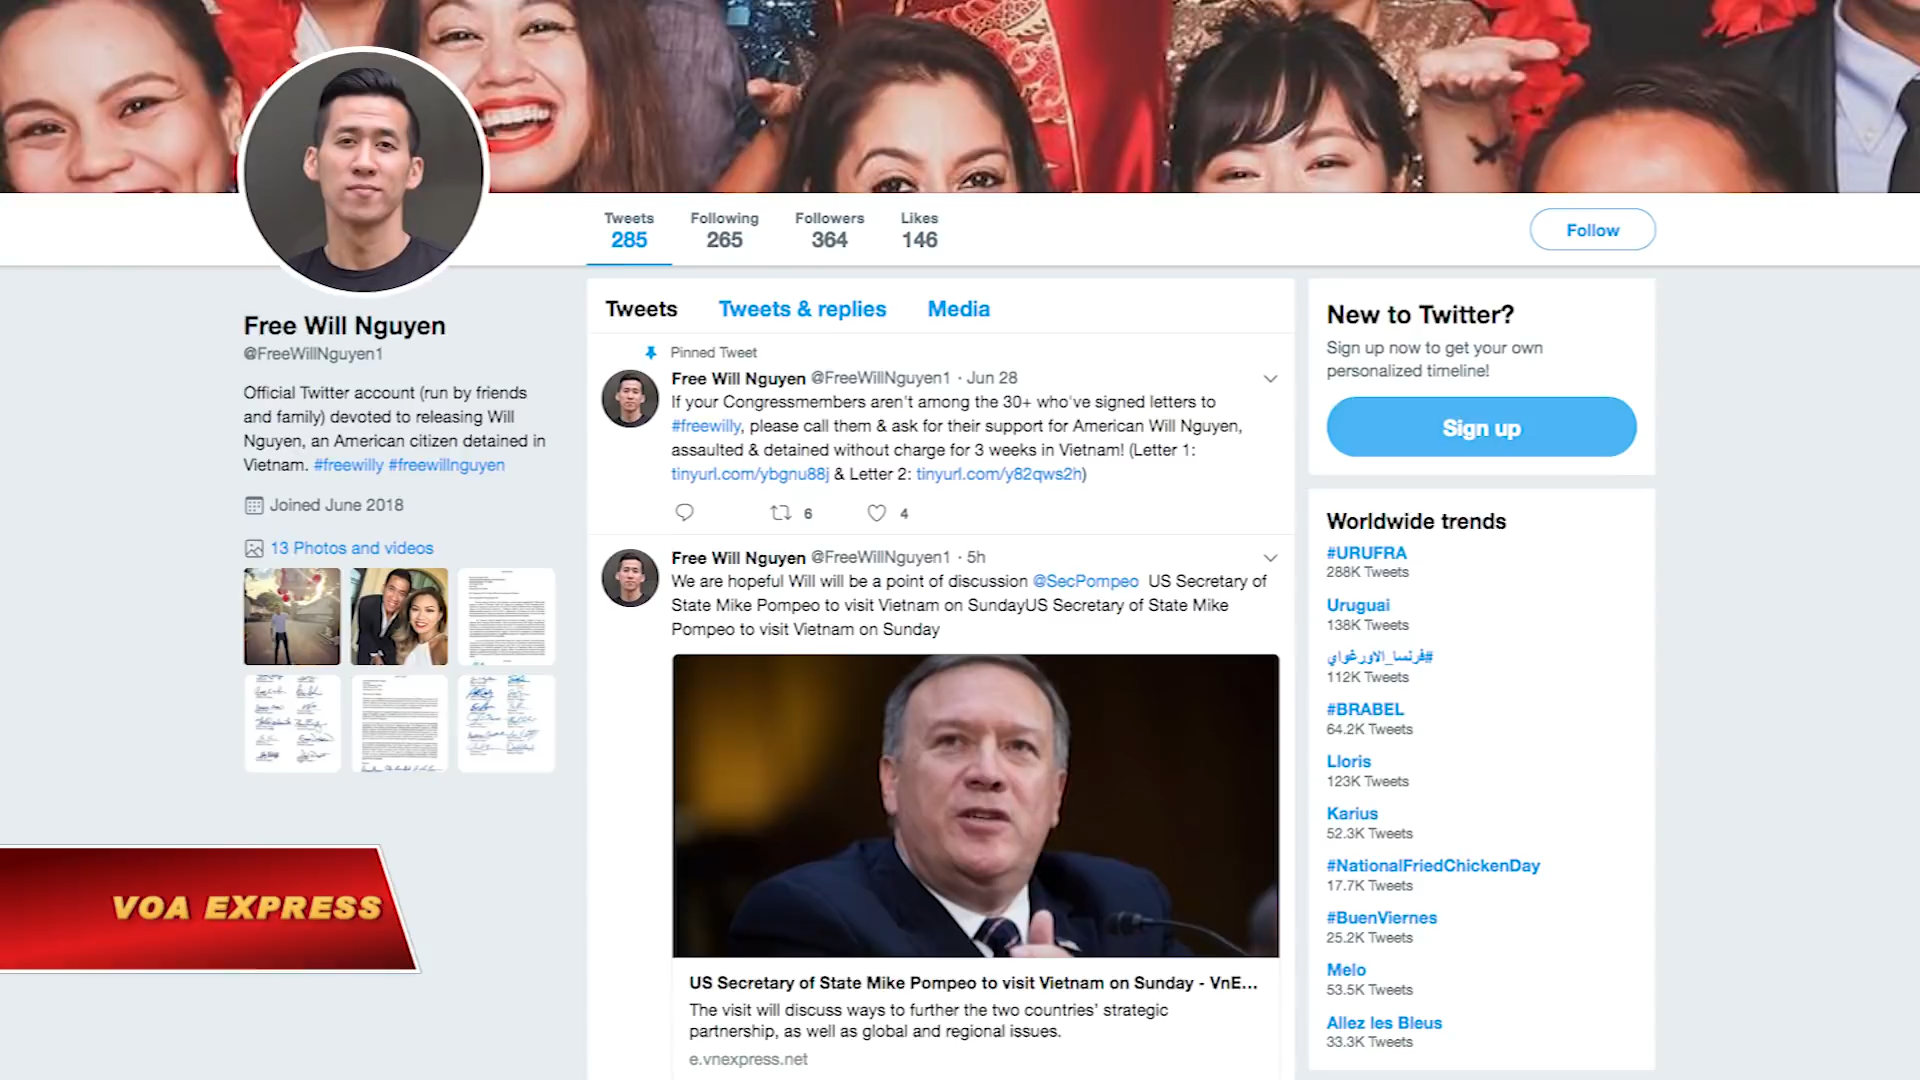 Tweets
285
Following
265
Followers
364
Likes
146
Follow
Free Will Nguyen
@FreeWillNguyen1
Official Twitter account (run by friends
and family) devoted to releasing Will
Nguyen, an American citizen detained in
Vietnam. #freewilly #freewillnguyen
Joined June 2018
13 Photos and videos
VOA EXPRESS
Tweets Tweets & replies Media
Pinned Tweet
Free Will Nguyen @FreeWillNguyen1 · Jun 28
If your Congressmembers aren't among the 30+ who've signed letters to
#freewilly, please call them & ask for their support for American Will Nguyen,
assaulted & detained without charge for 3 weeks in Vietnam! (Letter 1:
tinyurl.com/ybgnu88j & Letter 2: tinyurl.com/y82qws2h)
6 4
Free Will Nguyen @FreeWillNguyen1 · 5h
We are hopeful Will will be a point of discussion @SecPompeo US Secretary of
State Mike Pompeo to visit Vietnam on SundayUS Secretary of State Mike
Pompeo to visit Vietnam on Sunday
US Secretary of State Mike Pompeo to visit Vietnam on Sunday - VnE...
The visit will discuss ways to further the two countries' strategic
partnership, as well as global and regional issues.
e.vnexpress.net
New to Twitter?
Sign up now to get your own
personalized timeline!
Sign up
Worldwide trends
#URUFRA
288K Tweets
Uruguai
138K Tweets
#فرنسا_الاورغواي
112K Tweets
#BRABEL
64.2K Tweets
Lloris
123K Tweets
Karius
52.3K Tweets
#NationalFriedChickenDay
17.7K Tweets
#BuenViernes
25.2K Tweets
Melo
53.5K Tweets
Allez les Bleus
33.3K Tweets